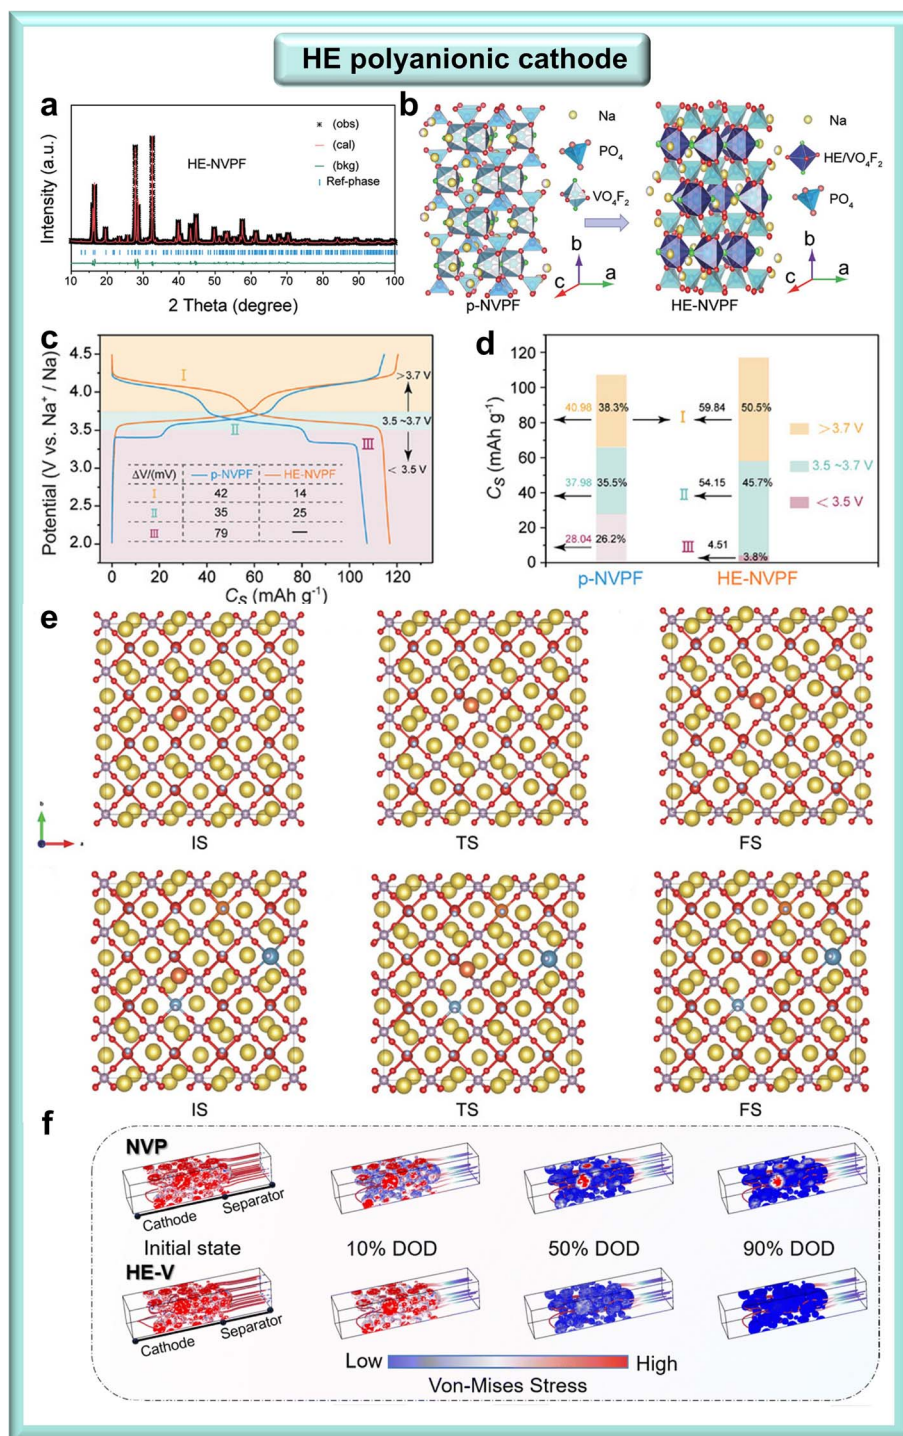 HE polyanionic cathode
a
Intensity (a.u.)
(obs)
(cal)
(bkg)
Ref-phase
HE-NVPF
10 20 30 40 50 60 70 80 90 100
2 Theta (degree)
b
Na
PO4
VO4F2
b
c
a
p-NVPF
Na
HE/VO4F2
PO4
b
c
a
HE-NVPF
c
Potential (V vs. Na+ / Na)
4.5
4.0
3.5
3.0
2.5
2.0
I
II
III
>3.7 V
3.5 ~3.7 V
< 3.5 V
ΔV/(mV) p-NVPF HE-NVPF
I 42 14
II 35 25
III 79 —
0 20 40 60 80 100 120
CS (mAh g-1)
d
CS (mAh g-1)
120
100
80
60
40
20
0
40.98 38.3% I 59.84 50.5%
37.98 35.5% II 54.15 45.7%
28.04 26.2% III 4.51 3.8%
>3.7 V
3.5 ~3.7 V
< 3.5 V
p-NVPF HE-NVPF
e
IS TS FS
IS TS FS
f
NVP
Cathode Separator
Initial state 10% DOD 50% DOD 90% DOD
HE-V
Cathode Separator
Low High
Von-Mises Stress